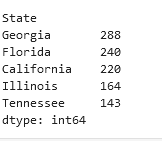 State
Georgia 288
Florida 240
California 220
Illinois 164
Tennessee 143
dtype: int64